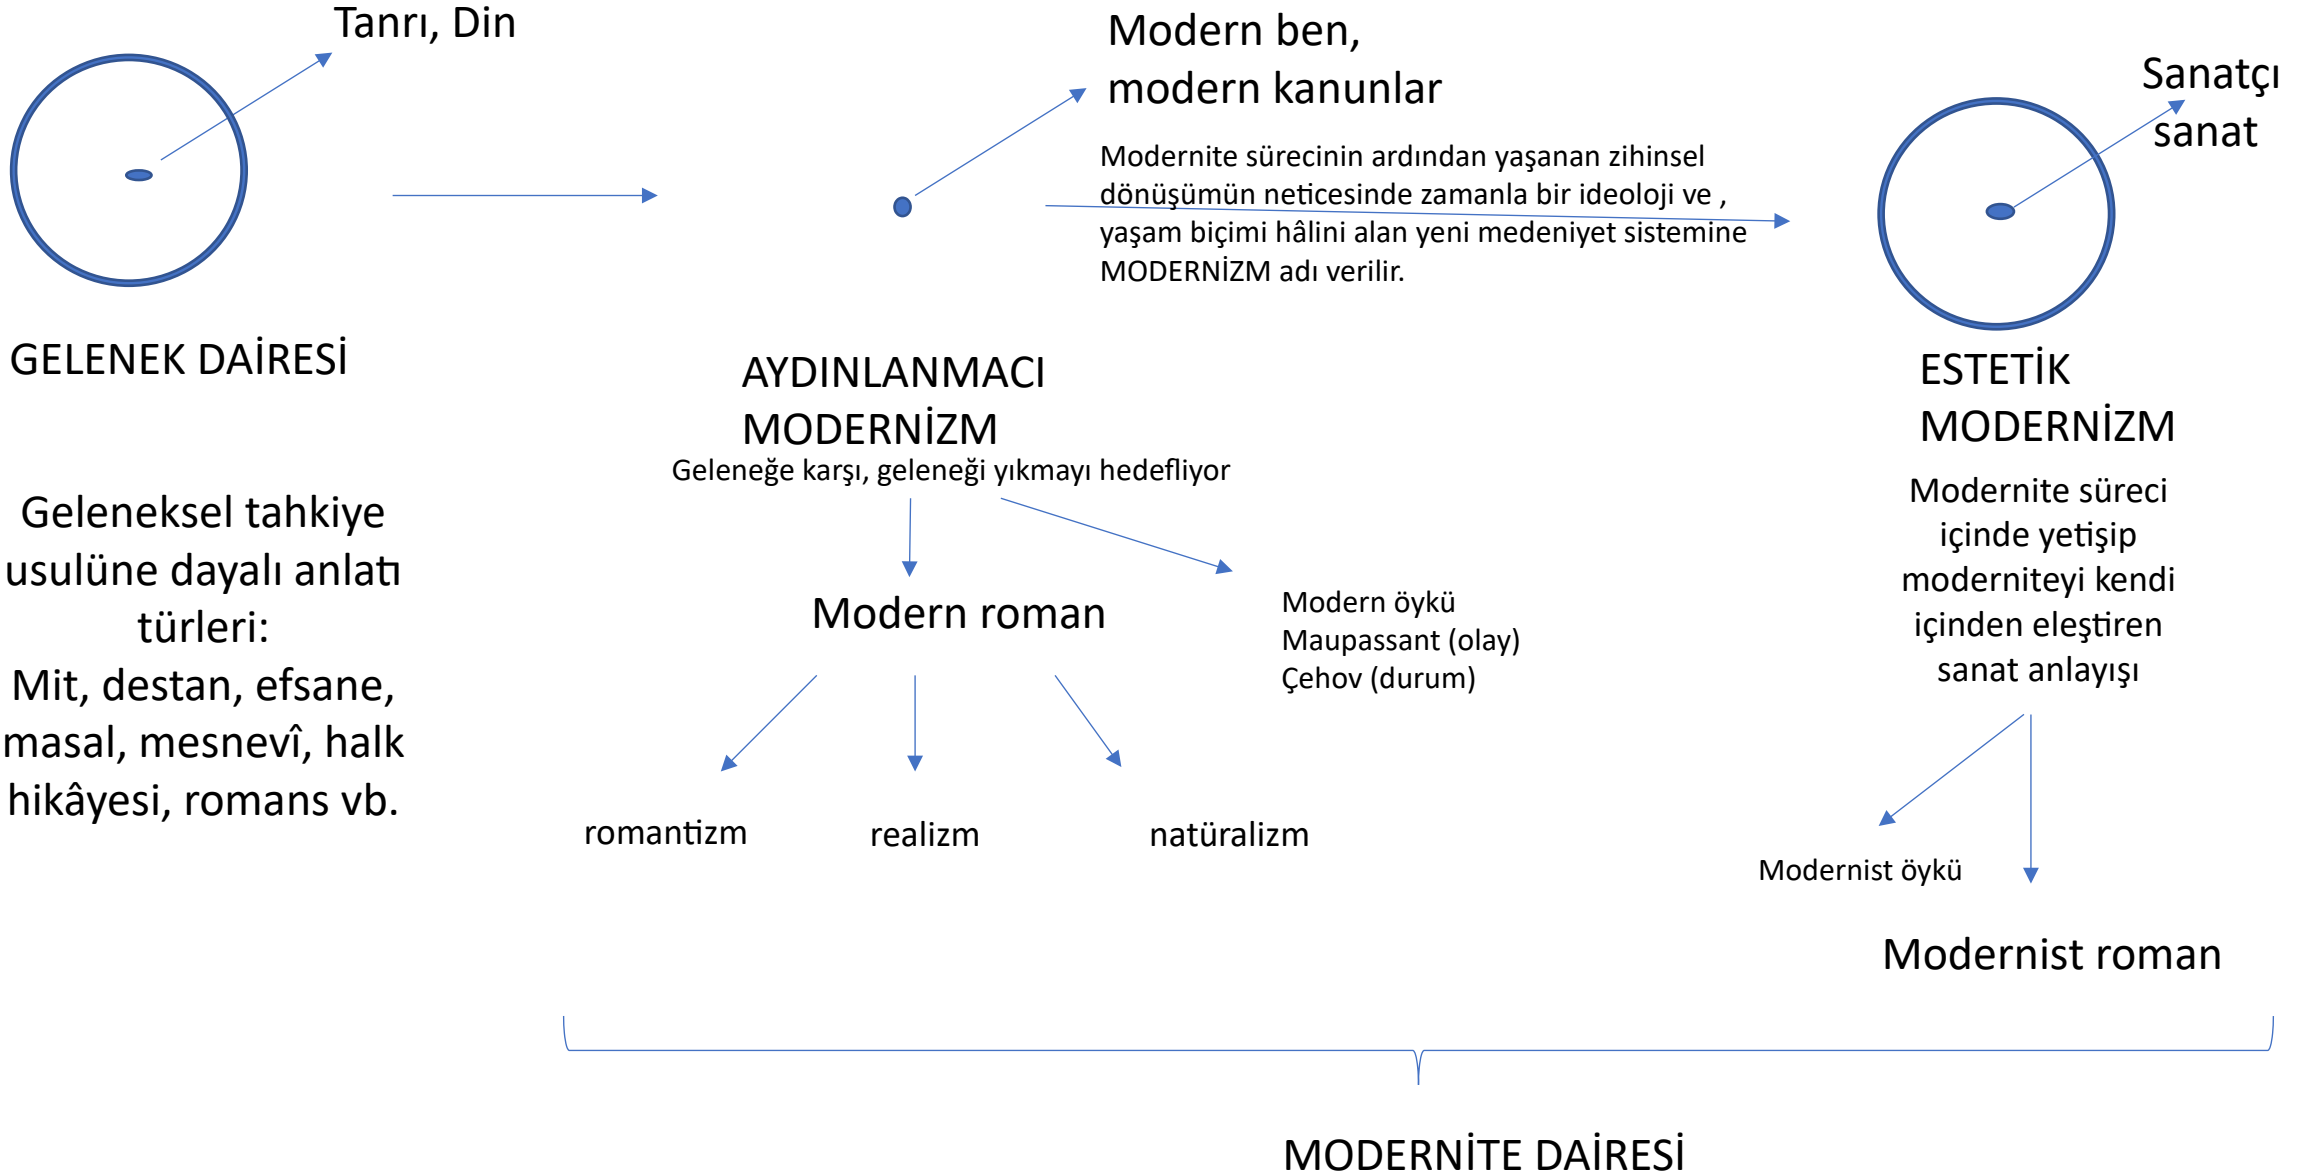 Tanrı, Din
GELENEK DAİRESİ
Geleneksel tahkiye
usulüne dayalı anlatı
türleri:
Mit, destan, efsane,
masal, mesnevî, halk
hikâyesi, romans vb.
Modern ben,
modern kanunlar
Modernite sürecinin ardından yaşanan zihinsel
dönüşümün neticesinde zamanla bir ideoloji ve ,
yaşam biçimi hâlini alan yeni medeniyet sistemine
MODERNİZM adı verilir.
AYDINLANMACI
MODERNİZM
Geleneğe karşı, geleneği yıkmayı hedefliyor
Modern roman
Modern öykü
Maupassant (olay)
Çehov (durum)
romantizm
realizm
natüralizm
Sanatçı
sanat
ESTETİK
MODERNİZM
Modernite süreci
içinde yetişip
moderniteyi kendi
içinden eleştiren
sanat anlayışı
Modernist öykü
Modernist roman
MODERNİTE DAİRESİ